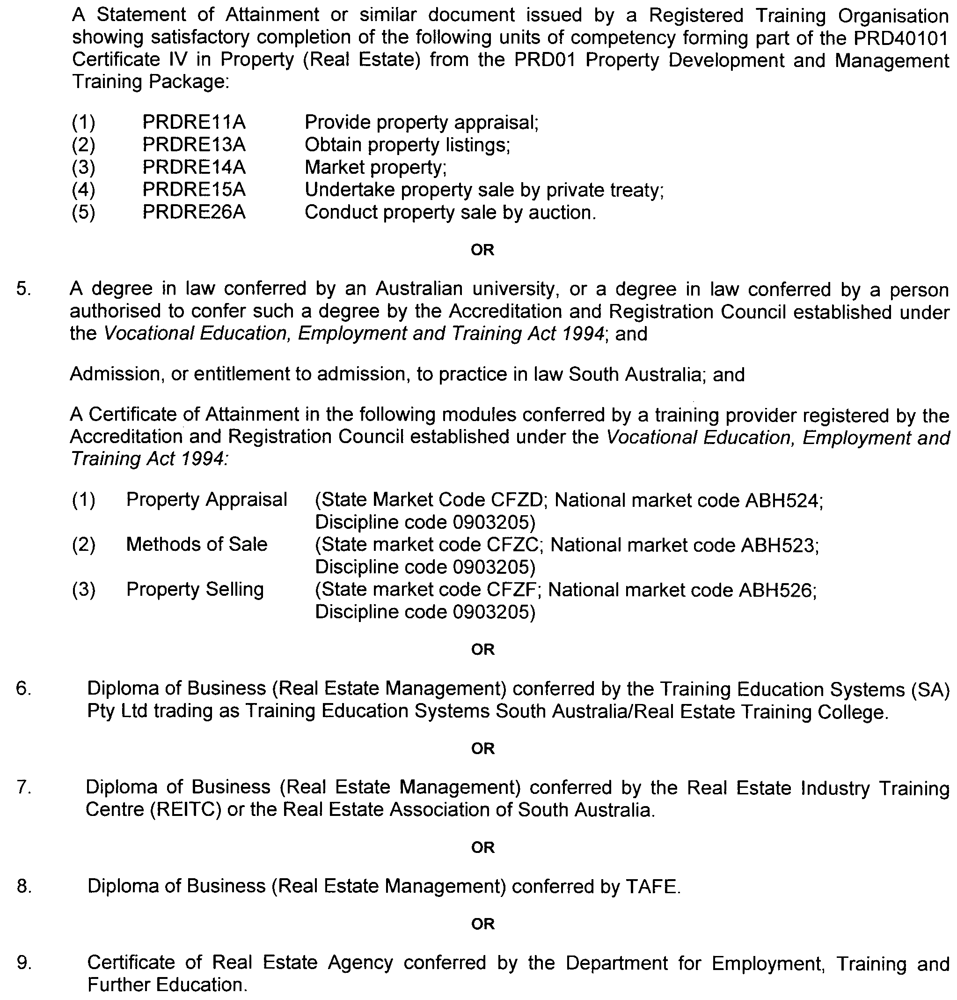 A Statement of Attainment or similar document issued by a Registered Training Organisation
showing satisfactory completion of the following units of competency forming part of the PRD40101
Certificate IV in Property (Real Estate) from the PRD01 Property Development and Management
Training Package:
(1) PRDRE11A Provide property appraisal;
(2) PRDRE13A Obtain property listings;
(3) PRDRE14A Market property;
(4) PRDRE15A Undertake property sale by private treaty;
(5) PRDRE26A Conduct property sale by auction.
OR
5. A degree in law conferred by an Australian university, or a degree in law conferred by a person
authorised to confer such a degree by the Accreditation and Registration Council established under
the Vocational Education, Employment and Training Act 1994; and
Admission, or entitlement to admission, to practice in law South Australia; and
A Certificate of Attainment in the following modules conferred by a training provider registered by the
Accreditation and Registration Council established under the Vocational Education, Employment and
Training Act 1994:
(1) Property Appraisal (State Market Code CFZD; National market code ABH524;
Discipline code 0903205)
(2) Methods of Sale (State market code CFZC; National market code ABH523;
Discipline code 0903205)
(3) Property Selling (State market code CFZF; National market code ABH526;
Discipline code 0903205)
OR
6. Diploma of Business (Real Estate Management) conferred by the Training Education Systems (SA)
Pty Ltd trading as Training Education Systems South Australia/Real Estate Training College.
OR
7. Diploma of Business (Real Estate Management) conferred by the Real Estate Industry Training
Centre (REITC) or the Real Estate Association of South Australia.
OR
8. Diploma of Business (Real Estate Management) conferred by TAFE.
OR
9. Certificate of Real Estate Agency conferred by the Department for Employment, Training and
Further Education.